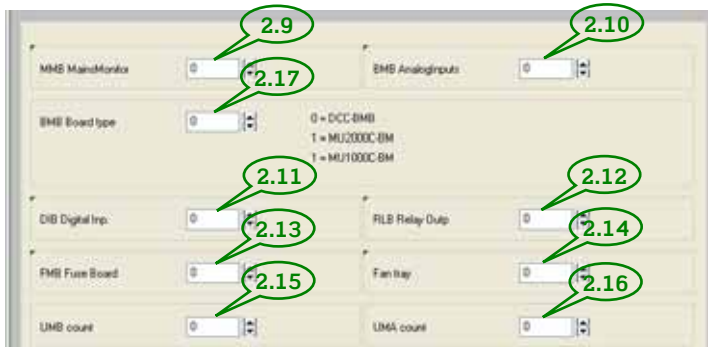 2.9 2.10
MMB MainsMonitor 0 BMB AnalogInputs 0
2.17
BMB Board type 0 0 = DCC-BMB
1 = MU2000C-BM
1 = MU1000C-BM
2.11 2.12
DIB Digital Inp. 0 RLB Relay Outp 0
2.13 2.14
FMB Fuse Board 0 Fan tray 0
2.15 2.16
UMB count 0 UMA count 0